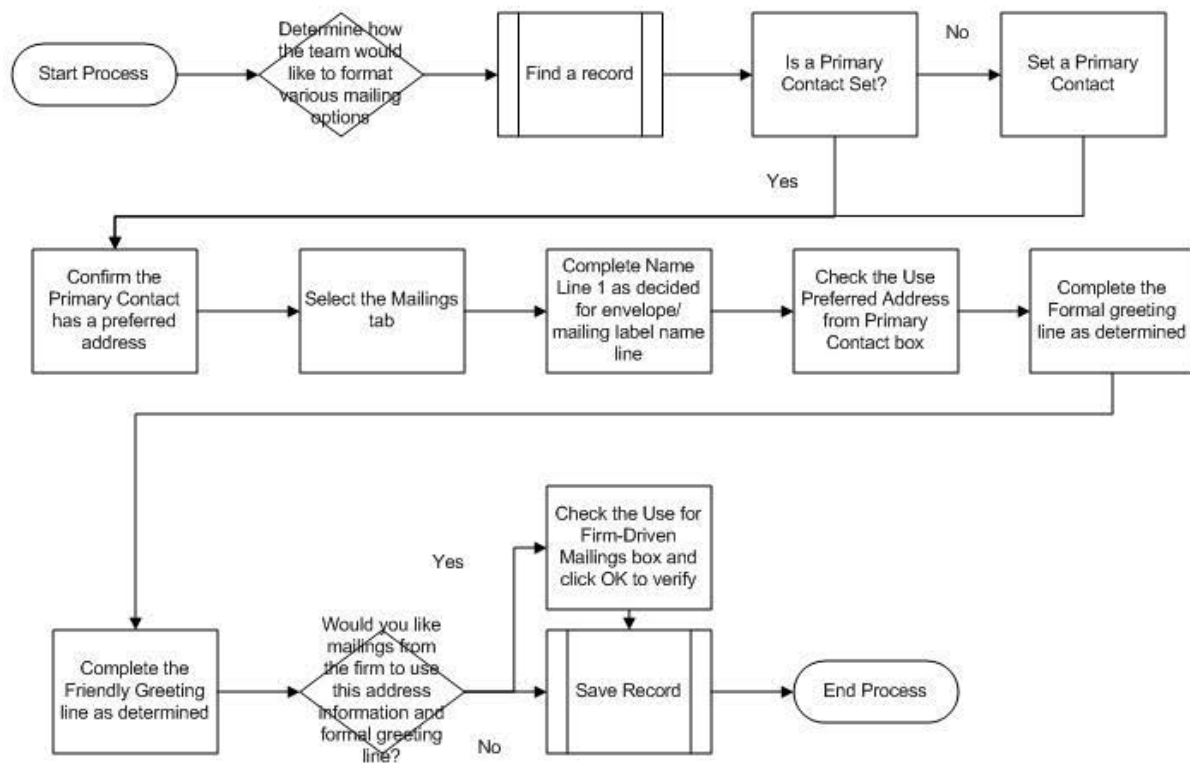 Start Process
Determine how
the team would
like to format
various mailing
options
Find a record
Is a Primary
Contact Set?
No
Set a Primary
Contact
Yes
Confirm the
Primary Contact
has a preferred
address
Select the Mailings
tab
Complete Name
Line 1 as decided
for envelope/
mailing label name
line
Check the Use
Preferred Address
from Primary
Contact box
Complete the
Formal greeting
line as determined
Complete the
Friendly Greeting
line as determined
Would you like
mailings from
the firm to use
this address
information and
formal greeting
line?
Yes
Check the Use for
Firm-Driven
Mailings box and
click OK to verify
No
Save Record
End Process